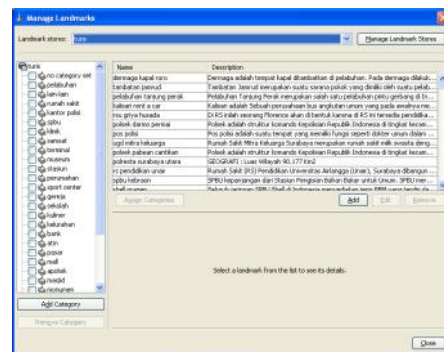 Manage Landmarks
Landmark stores: turis
Manage Landmark Stores
turis
no category set
pelabuhan
lain-lain
rumah sakit
kantor polisi
spbu
klinik
samsat
terminal
museum
stasiun
perumahan
sport center
gereja
sekolah
kuliner
kelurahan
bank
atm
pasar
mall
apotek
masjid
monumen
Add Category
Remove Category
Name Description
dermaga kapal roro Dermaga adalah tempat kapal ditambatkan di pelabuhan. Pada dermaga dilakuk...
tambatan jamrud Tambatan Jamrud merupakan suatu sarana pokok yang dimiliki oleh suatu pelab...
pelabuhan tanjung perak Pelabuhan Tanjung Perak merupakan salah satu pelabuhan pintu gerbang di In...
kalisari rent a car Kalisari adalah Sebuah perusahaan bus angkutan umum yang pada awalnya me...
rsu griya husada Di RS inilah seorang Florence akan dibentuk karena di RS ini tersedia pendidika...
polsek darmo permai Polsek adalah struktur komando Kepolisian Republik Indonesia di tingkat kecam...
pos polisi Pos polisi adalah suatu tempat yang memiliki fungsi seperti dokter umum dalam ...
ugd mitra keluarga Rumah Sakit Mitra Keluarga Surabaya merupakan rumah sakit milik swasta deng...
polsek pabean cantikan Polsek adalah struktur komando Kepolisian Republik Indonesia di tingkat kecam...
polresta surabaya utara GEOGRAFI : Luas Wilayah 90.177 Km2
rs pendidikan unair Rumah Sakit (RS) Pendidikan Universitas Airlangga (Unair), Surabaya dibangun ...
spbu kebraon SPBU kepanjangan dari Stasiun Pengisian Bahan Bakar untuk Umum. SPBU mer...
Assign Categories
Add
Edit
Remove
Select a landmark from the list to see its details.
Close